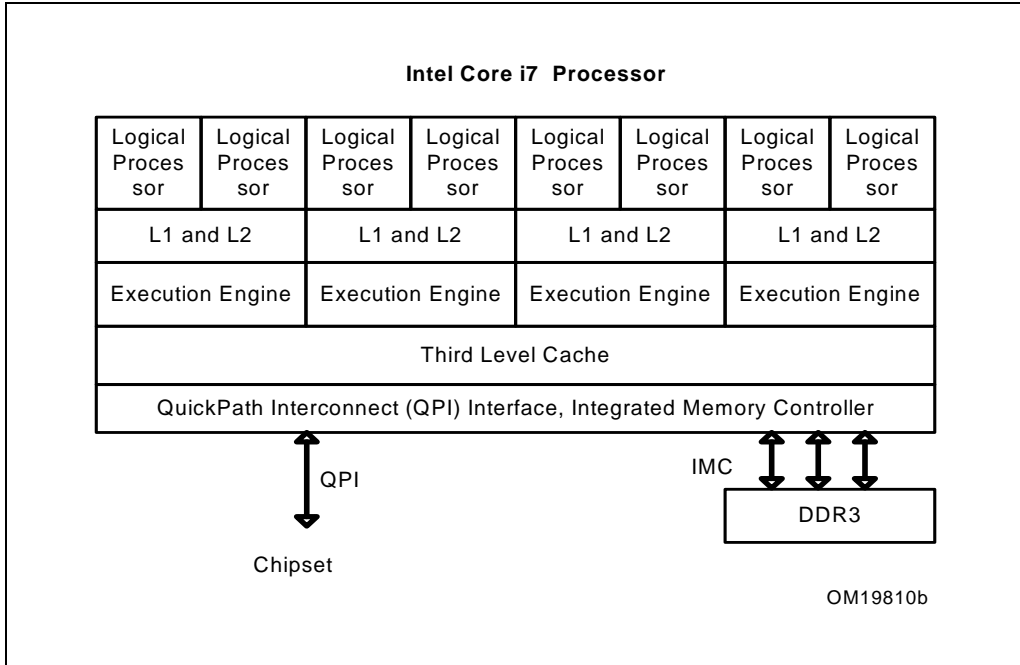 Intel Core i7 Processor
Logical Logical Logical Logical Logical Logical Logical Logical
Proces Proces Proces Proces Proces Proces Proces Proces
sor sor sor sor sor sor sor sor
L1 and L2 L1 and L2 L1 and L2 L1 and L2
Execution Engine Execution Engine Execution Engine Execution Engine
Third Level Cache
QuickPath Interconnect (QPI) Interface, Integrated Memory Controller
QPI
IMC
DDR3
Chipset
OM19810b